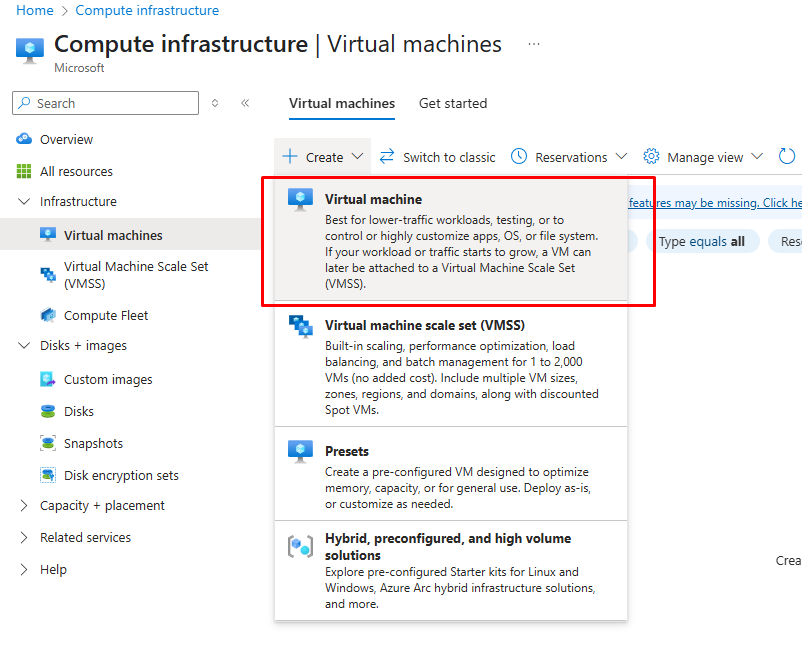 Home > Compute infrastructure
Compute infrastructure | Virtual machines ...
Microsoft
Search
Overview
All resources
Infrastructure
Virtual machines
Virtual Machine Scale Set
(VMSS)
Compute Fleet
Disks + images
Custom images
Disks
Snapshots
Disk encryption sets
Capacity + placement
Related services
Help
Virtual machines Get started
Create Switch to classic Reservations Manage view
features may be missing. Click he
Type equals all Res
Virtual machine
Best for lower-traffic workloads, testing, or to
control or highly customize apps, OS, or file system.
If your workload or traffic starts to grow, a VM can
later be attached to a Virtual Machine Scale Set
(VMSS).
Virtual machine scale set (VMSS)
Built-in scaling, performance optimization, load
balancing, and batch management for 1 to 2,000
VMs (no added cost). Include multiple VM sizes,
zones, regions, and domains, along with discounted
Spot VMs.
Presets
Create a pre-configured VM designed to optimize
memory, capacity, or for general use. Deploy as-is,
or customize as needed.
Hybrid, preconfigured, and high volume
solutions
Explore pre-configured Starter kits for Linux and
Windows, Azure Arc hybrid infrastructure solutions,
and more.
Crea